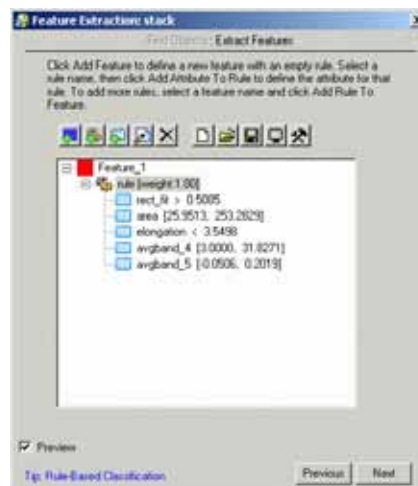 Feature Extraction: stack
Find Objects : Extract Features
Click Add Feature to define a new feature with an empty rule. Select a
rule name, then click Add Attribute To Rule to define the attribute for that
rule. To add more rules, select a feature name and click Add Rule To
Feature.
Feature_1
rule [weight:1.00]
rect_fit > 0.5005
area [25.9513, 253.2829]
elongation < 3.5498
avgband_4 [3.0000, 31.8271]
avgband_5 [-0.0506, 0.2019]
Preview
Tip: Rule-Based Classification
Previous
Next